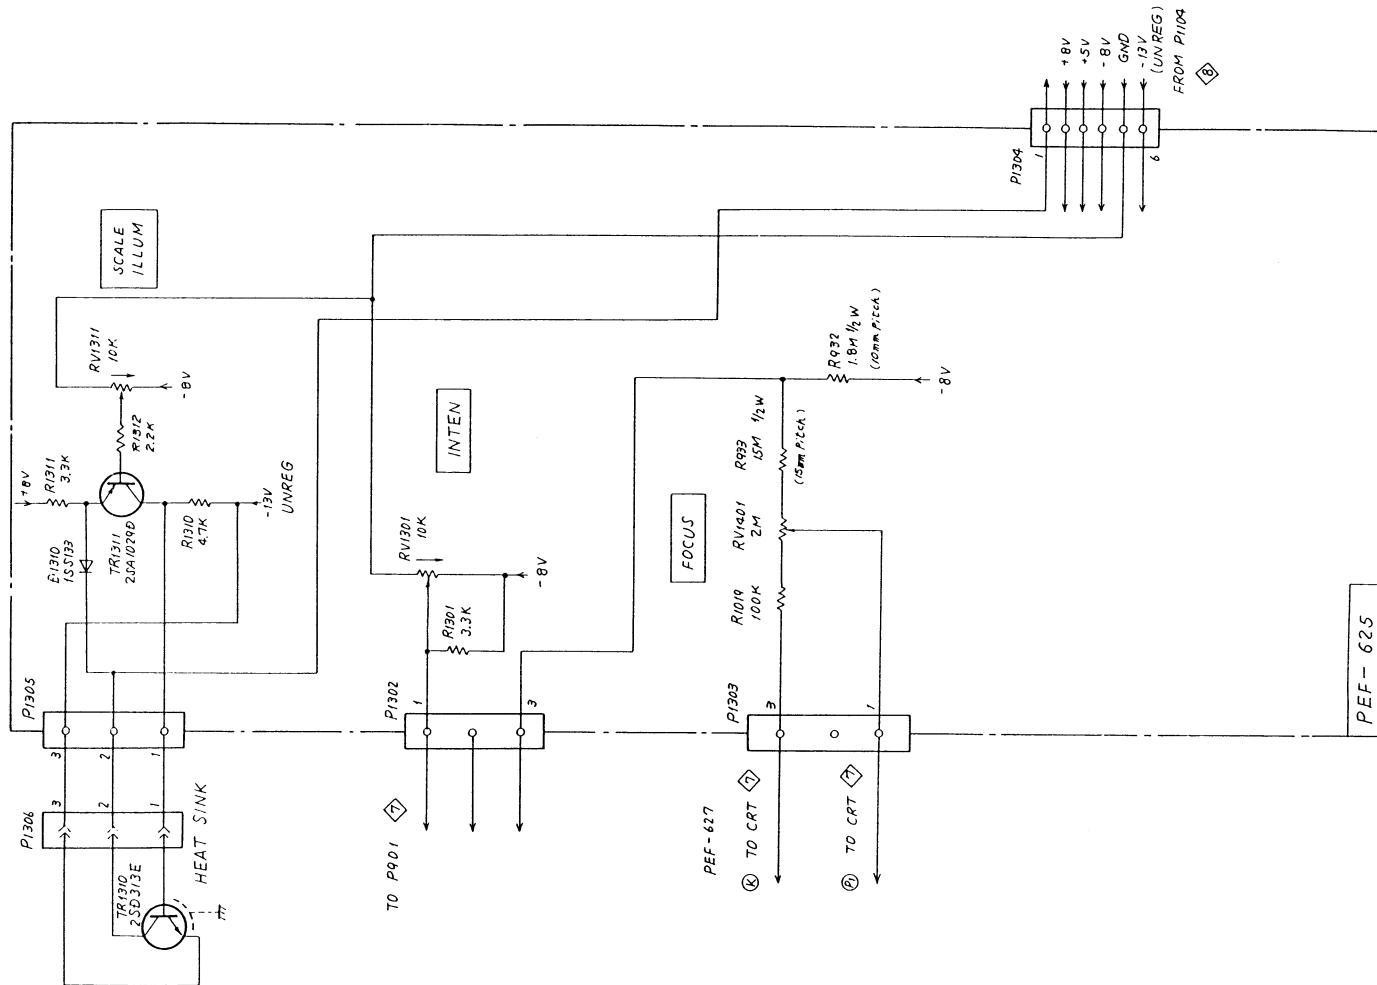 P1306
3
2
1
TR1310
2SD313E
HEAT SINK
P1305
3
2
1
E1310
1SS133
+8V
R1311
3.3K
TR1311
2SA1029D
R1310
4.7K
-13V
UNREG
R1312
2.2K
RV1311
10K
-8V
SCALE
ILLUM
TO P901
7
P1302
1
3
R1301
3.3K
RV1301
10K
-8V
INTEN
PEF-627
K TO CRT 7
P1 TO CRT 7
P1303
3
1
R1019
100K
RV1401
2M
R933
15M 1/2W
(15mm Pitch)
FOCUS
R932
1.8M 1/2W
(10mm Pitch)
-8V
P1304
1
6
+8V
+5V
-8V
GND
-13V
(UNREG)
FROM P1104
8
PEF-625